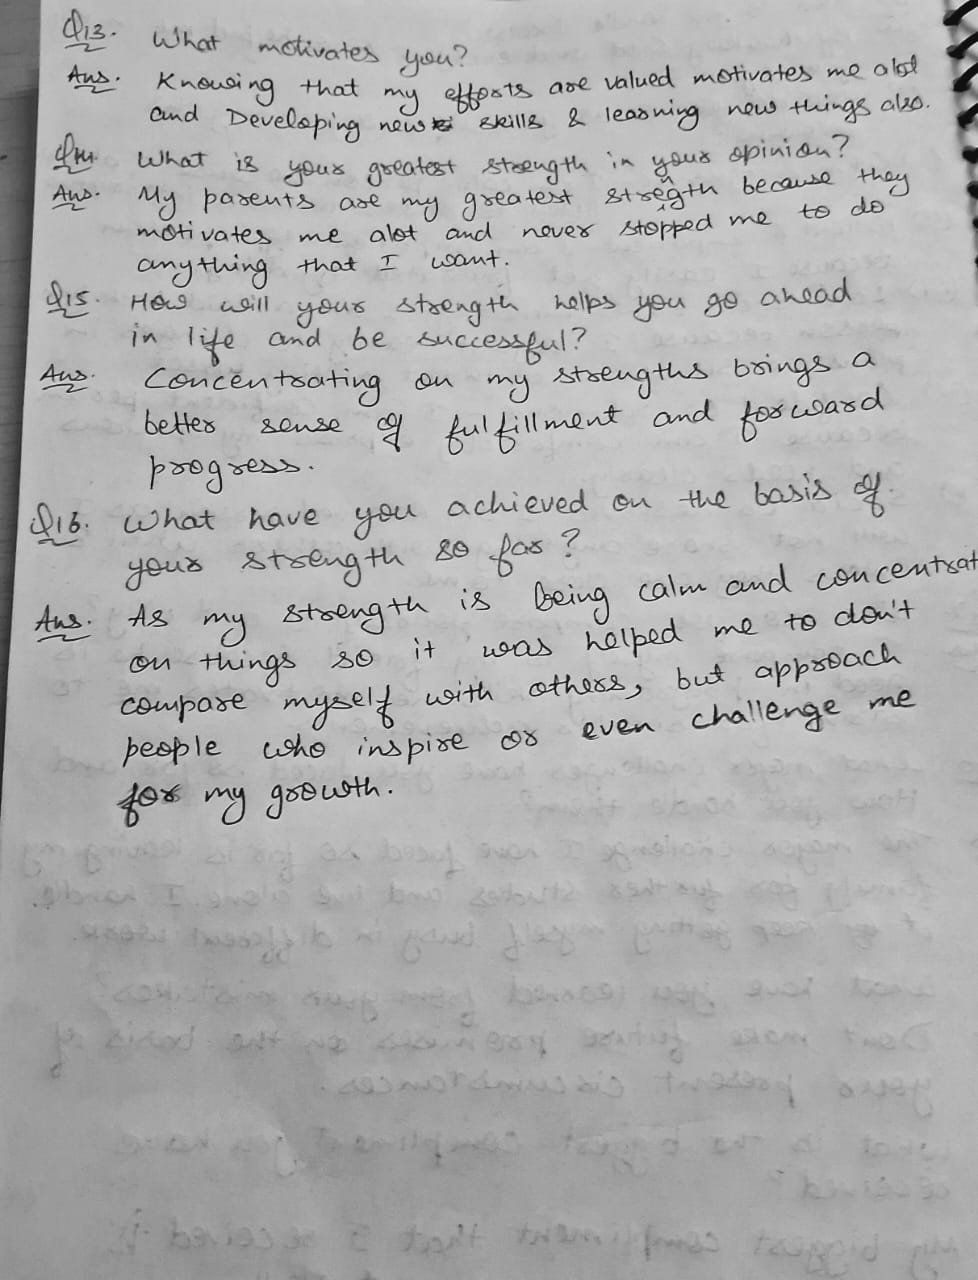 Q13. What motivates you?
Ans. Knowing that my efforts are valued motivates me alot
and Developing new skills & learning new things also.
Q14 What is your greatest strength in your opinion?
Ans. My parents are my greatest stregth because they
motivates me alot and never stopped me to do
anything that I want.
Q15. How will your strength helps you go ahead
in life and be successful?
Ans. Concentrating on my strengths brings a
better sense of fulfillment and forward
progress.
Q16. What have you achieved on the basis of
your strength so far?
Ans. As my strength is being calm and concentrat
on things so it was helped me to don't
compare myself with others, but approach
people who inspire or even challenge me
for my growth.